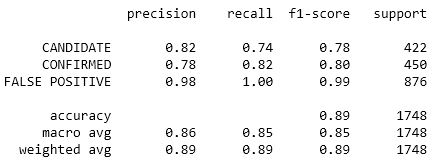 precision recall f1-score support
CANDIDATE 0.82 0.74 0.78 422
CONFIRMED 0.78 0.82 0.80 450
FALSE POSITIVE 0.98 1.00 0.99 876
accuracy 0.89 1748
macro avg 0.86 0.85 0.85 1748
weighted avg 0.89 0.89 0.89 1748